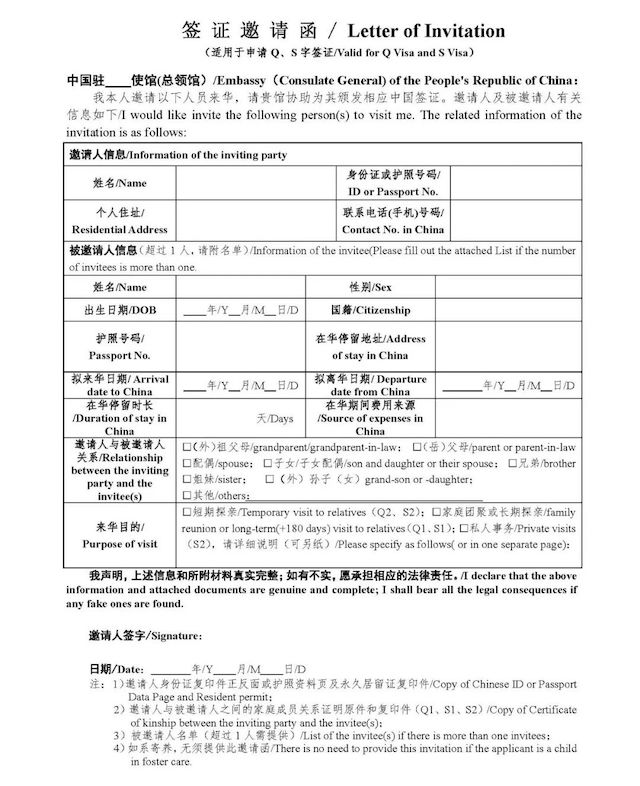 签 证 邀 请 函 / Letter of Invitation
（适用于申请 Q、S 字签证/Valid for Q Visa and S Visa）
中国驻____使馆(总领馆）/Embassy（Consulate General) of the People's Republic of China：
我本人邀请以下人员来华，请贵馆协助为其颁发相应中国签证。邀请人及被邀请人有关
信息如下/I would like invite the following person(s) to visit me. The related information of the
invitation is as follows:
邀请人信息/Information of the inviting party
姓名/Name
身份证或护照号码/
ID or Passport No.
个人住址/
Residential Address
联系电话(手机)号码/
Contact No. in China
被邀请人信息（超过 1 人，请附名单）/Information of the invitee(Please fill out the attached List if the number
of invitees is more than one.
姓名/Name
性别/Sex
出生日期/DOB
____年/Y__月/M__日/D
国籍/Citizenship
护照号码/
Passport No.
在华停留地址/Address
of stay in China
拟来华日期/ Arrival
date to China
____年/Y__月/M__日/D
拟离华日期/ Departure
date from China
_______年/Y__月/M__日/D
在华停留时长
/Duration of stay in
China
天/Days
在华期间费用来源
/Source of expenses in
China
邀请人与被邀请人
关系/Relationship
between the inviting
party and the
invitee(s)
□(外)祖父母/grandparent/grandparent-in-law; □(岳)父母/parent or parent-in-law
□配偶/spouse; □子女/子女配偶/son and daughter or their spouse; □兄弟/brother
□姐妹/sister; □（外）孙子（女）grand-son or -daughter;
□其他/others:
来华目的/
Purpose of visit
□短期探亲/Temporary visit to relatives（Q2、S2）; □家庭团聚或长期探亲/family
reunion or long-term(+180 days) visit to relatives（Q1、S1）; □私人事务/Private visits
（S2），请详细说明（可另纸）/Please specify as follows( or in one separate page):
我声明，上述信息和所附材料真实完整；如有不实，愿承担相应的法律责任。/I declare that the above
information and attached documents are genuine and complete; I shall bear all the legal consequences if
any fake ones are found.
邀请人签字/Signature:
日期/Date: _______年/Y____月/M____日/D
注： 1)邀请人身份证复印件正反面或护照资料页及永久居留证复印件/Copy of Chinese ID or Passport
Data Page and Resident permit;
2) 邀请人与被邀请人之间的家庭成员关系证明原件和复印件（Q1、S1、S2）/Copy of Certificate
of kinship between the inviting party and the invitee(s);
3) 被邀请人名单（超过 1 人需提供）/List of the invitee(s) if there is more than one invitees;
4) 如系寄养，无须提供此邀请函/There is no need to provide this invitation if the applicant is a child
in foster care.